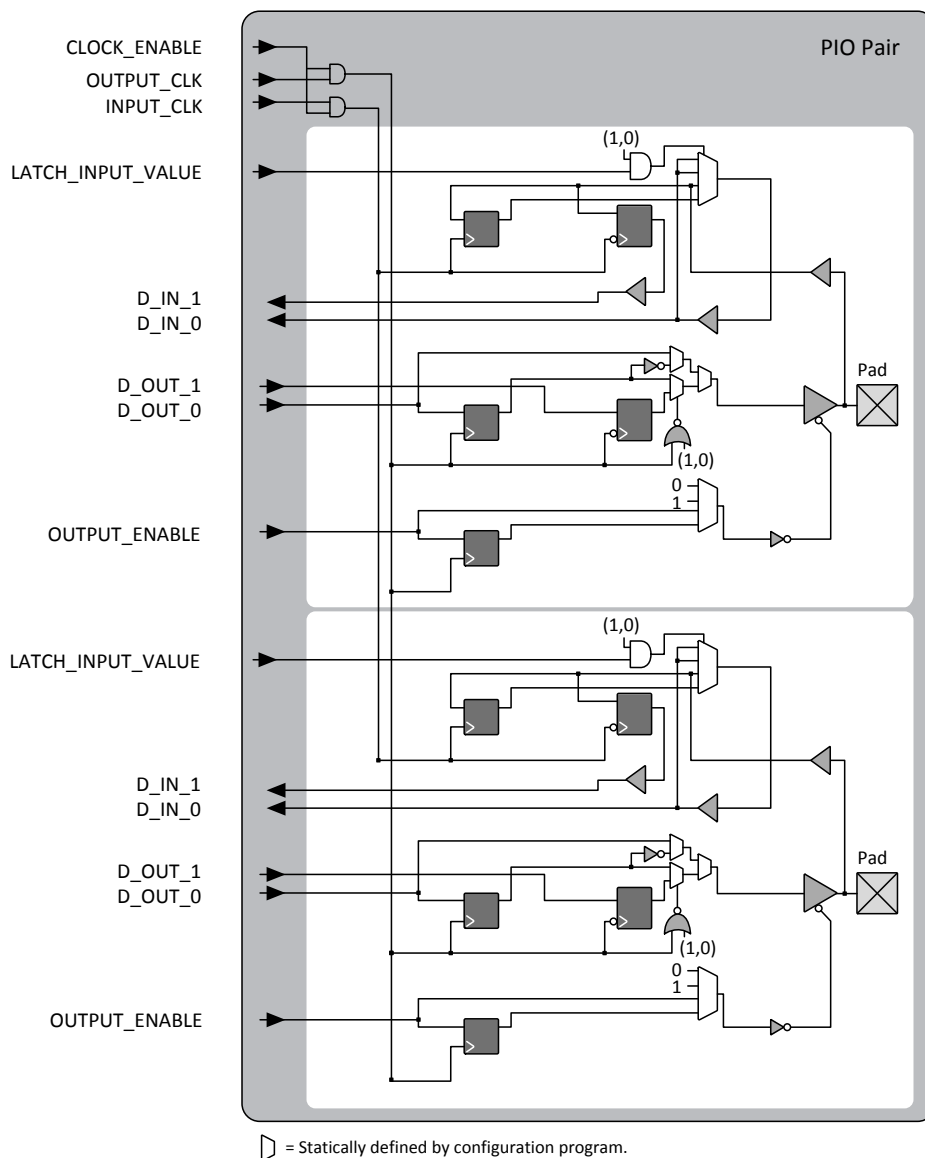 CLOCK_ENABLE
PIO Pair
OUTPUT_CLK
INPUT_CLK
(1,0)
LATCH_INPUT_VALUE
D_IN_1
D_IN_0
Pad
D_OUT_1
D_OUT_0
(1,0)
0
1
OUTPUT_ENABLE
(1,0)
LATCH_INPUT_VALUE
D_IN_1
D_IN_0
Pad
D_OUT_1
D_OUT_0
(1,0)
0
1
OUTPUT_ENABLE
= Statically defined by configuration program.